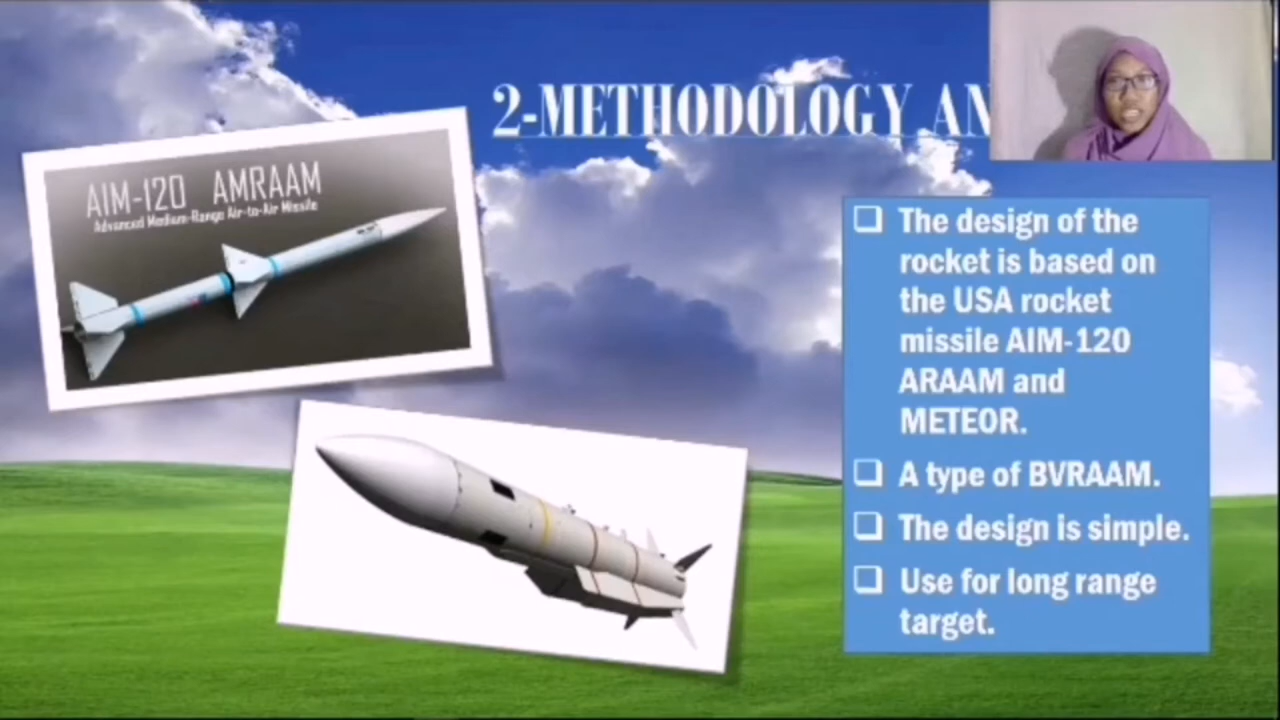 2-METHODOLOGY AN
AIM-120 AMRAAM
Advanced Medium-Range Air-to-Air Missile
❑ The design of the
rocket is based on
the USA rocket
missile AIM-120
ARAAM and
METEOR.
❑ A type of BVRAAM.
❑ The design is simple.
❑ Use for long range
target.